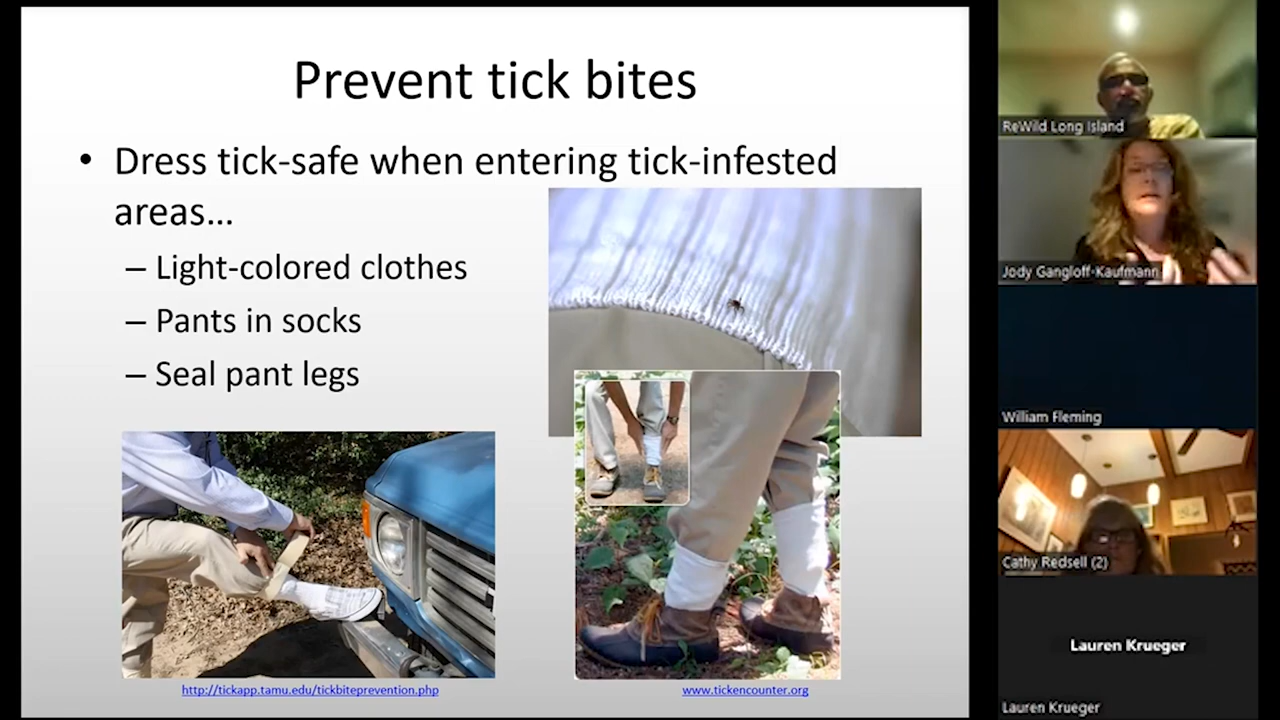 Prevent tick bites
• Dress tick-safe when entering tick-infested
areas...
– Light-colored clothes
– Pants in socks
– Seal pant legs
http://tickapp.tamu.edu/tickbiteprevention.php
www.tickencounter.org
ReWild Long Island
Jody Gangloff-Kaufmann
William Fleming
Cathy Redsell (2)
Lauren Krueger
Lauren Krueger